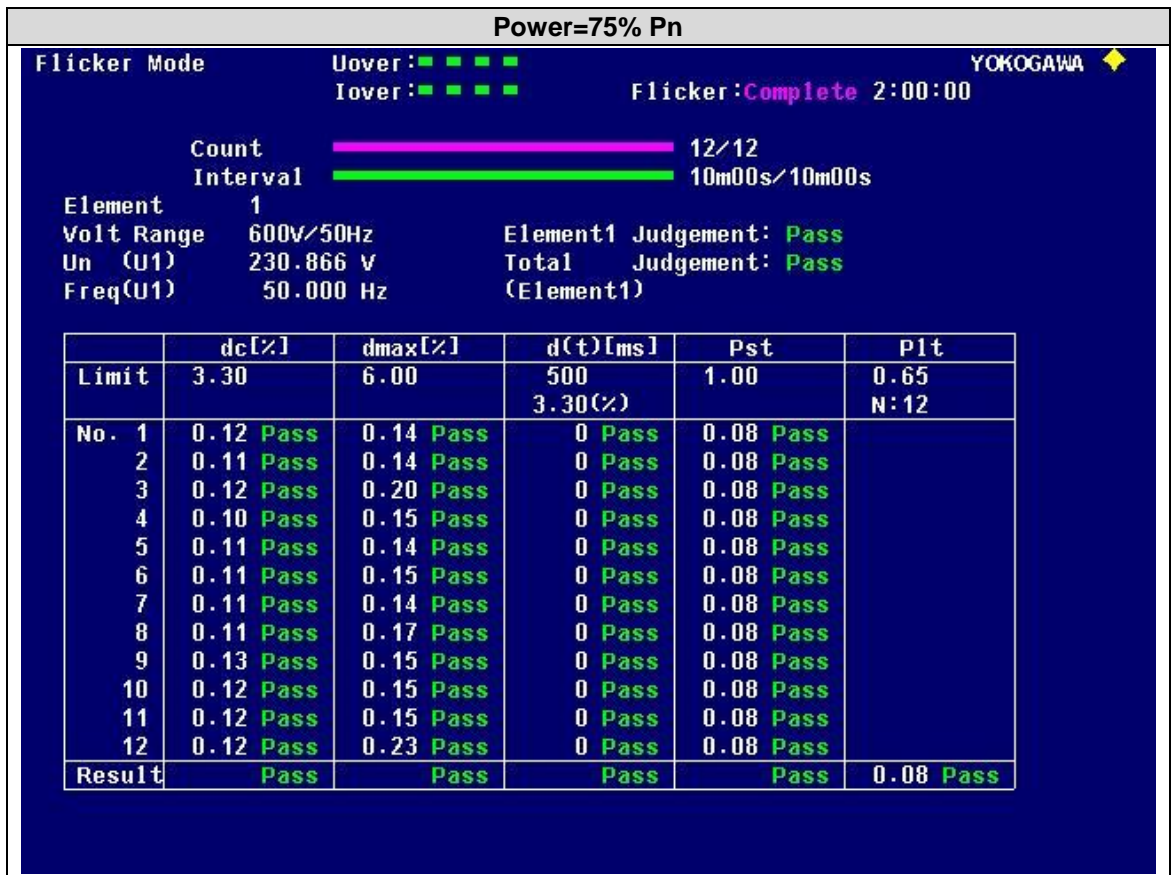 Power=75% Pn
Flicker Mode Uover: YOKOGAWA
Iover: Flicker:Complete 2:00:00
Count 12/12
Interval 10m00s/10m00s
Element 1
Volt Range 600V/50Hz Element1 Judgement: Pass
Un (U1) 230.866 V Total Judgement: Pass
Freq(U1) 50.000 Hz (Element1)
dc[%] dmax[%] d(t)[ms] Pst Plt
Limit 3.30 6.00 500 1.00 0.65
3.30(%) N:12
No. 1 0.12 Pass 0.14 Pass 0 Pass 0.08 Pass
2 0.11 Pass 0.14 Pass 0 Pass 0.08 Pass
3 0.12 Pass 0.20 Pass 0 Pass 0.08 Pass
4 0.10 Pass 0.15 Pass 0 Pass 0.08 Pass
5 0.11 Pass 0.14 Pass 0 Pass 0.08 Pass
6 0.11 Pass 0.15 Pass 0 Pass 0.08 Pass
7 0.11 Pass 0.14 Pass 0 Pass 0.08 Pass
8 0.11 Pass 0.17 Pass 0 Pass 0.08 Pass
9 0.13 Pass 0.15 Pass 0 Pass 0.08 Pass
10 0.12 Pass 0.15 Pass 0 Pass 0.08 Pass
11 0.12 Pass 0.15 Pass 0 Pass 0.08 Pass
12 0.12 Pass 0.23 Pass 0 Pass 0.08 Pass
Result Pass Pass Pass Pass 0.08 Pass